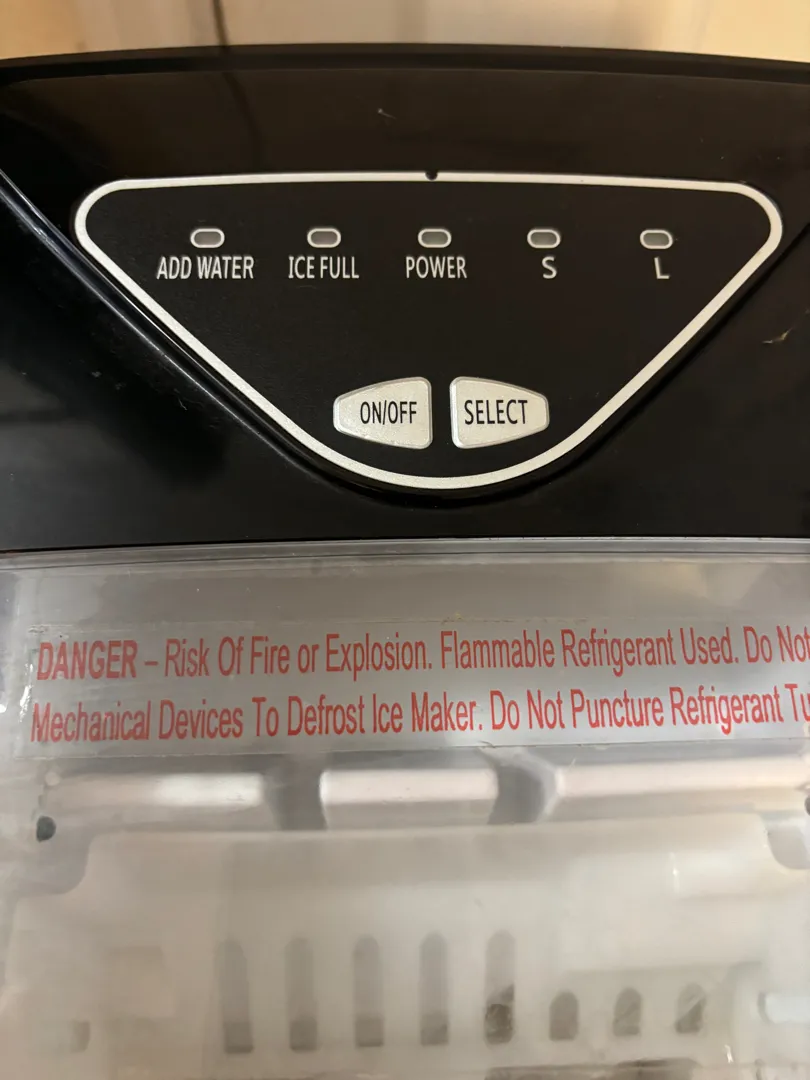 ADD WATER ICE FULL POWER S L
ON/OFF SELECT
DANGER – Risk Of Fire or Explosion. Flammable Refrigerant Used. Do Not
Mechanical Devices To Defrost Ice Maker. Do Not Puncture Refrigerant